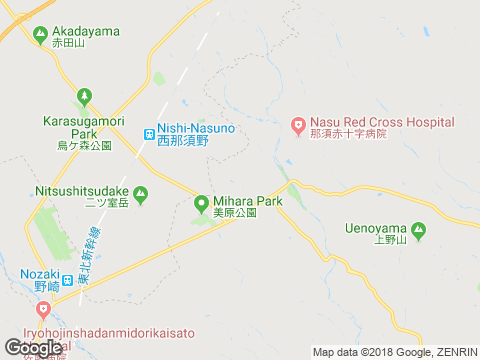 Akadayama
赤田山
Karasugamori
Park
烏ケ森公園
Nishi-Nasuno
西那須野
Nasu Red Cross Hospital
那須赤十字病院
Nitsushitsudake
二ツ室岳
Mihara Park
美原公園
Uenoyama
上野山
東北新幹線
Nozaki
野崎
Iryohojinshadanmidorikaisato
Google
Map data ©2018 Google, ZENRIN